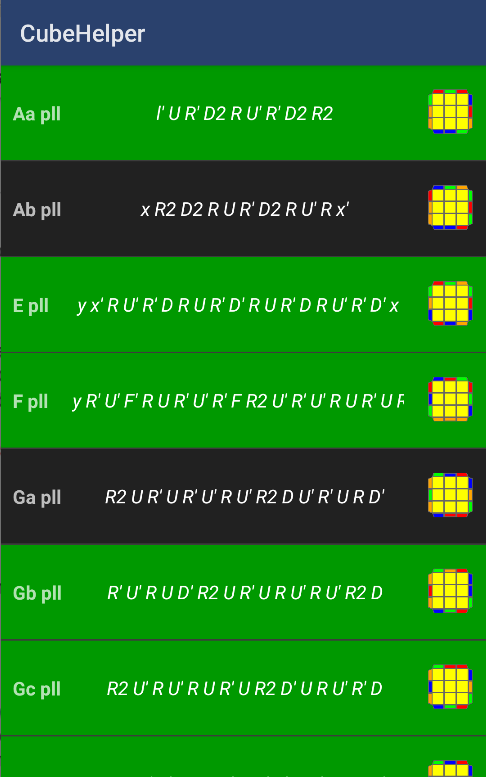 CubeHelper
Aa pll l' U R' D2 R U' R' D2 R2
Ab pll x R2 D2 R U R' D2 R U' R x'
E pll y x' R U' R' D R U R' D' R U R' D R U' R' D' x
F pll y R' U' F' R U R' U' R' F R2 U' R' U' R U R' U R
Ga pll R2 U R' U R' U' R U' R2 D U' R' U R D'
Gb pll R' U' R U D' R2 U R' U R U' R U' R2 D
Gc pll R2 U' R U' R U R' U R2 D' U R U' R' D